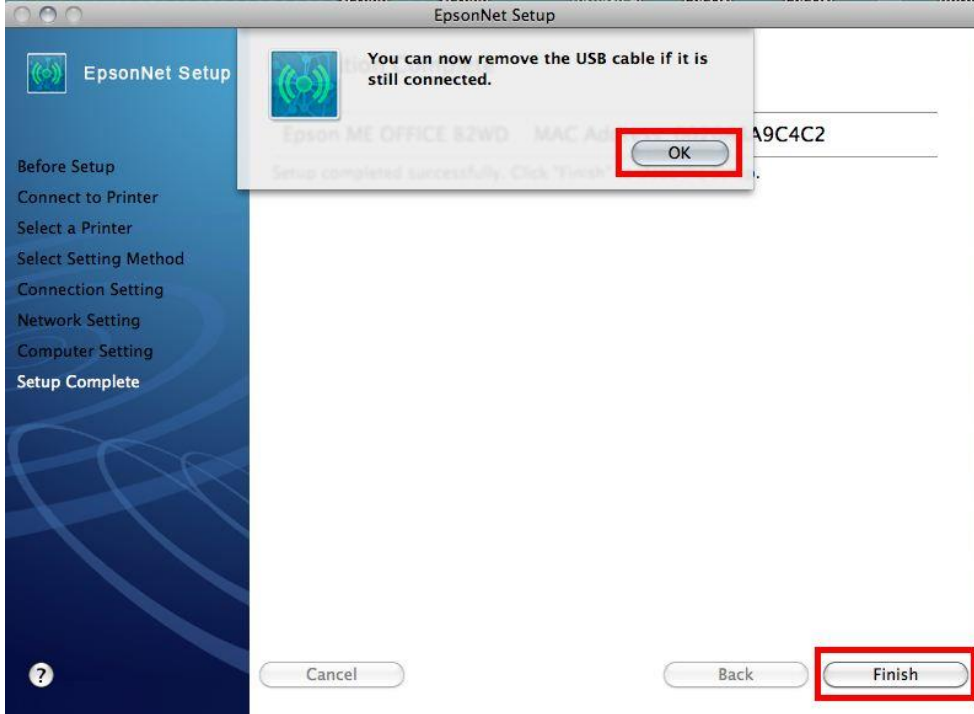 EpsonNet Setup
EpsonNet Setup
You can now remove the USB cable if it is
still connected.
OK
Epson ME OFFICE 82WD MAC A9C4C2
Setup completed successfully. Click "Finish"
Before Setup
Connect to Printer
Select a Printer
Select Setting Method
Connection Setting
Network Setting
Computer Setting
Setup Complete
?
Cancel
Back
Finish